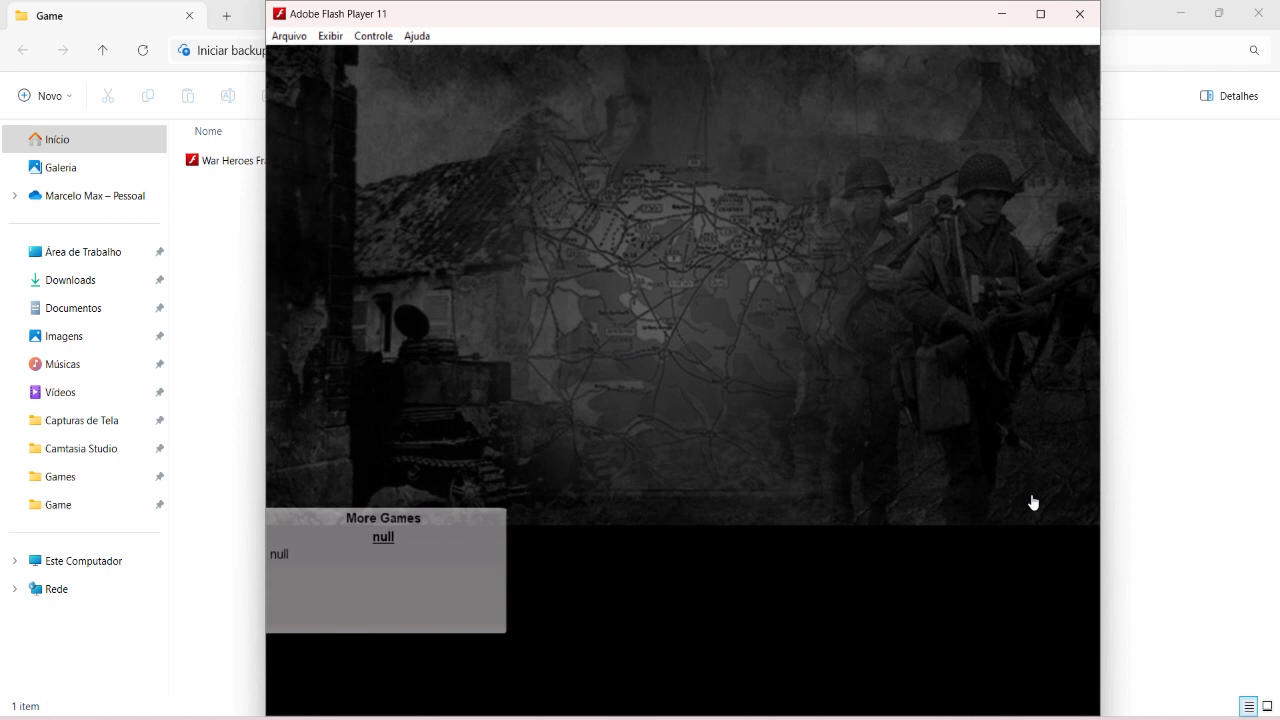 Game
Adobe Flash Player 11
Arquivo Exibir Controle Ajuda
Iniciar backup
Novo
Detalhes
Início
Galeria
Marcelo Max – Pessoal
Área de Trabalho
Downloads
Documentos
Imagens
Músicas
Vídeos
Capturas de Tela
Camtasia Studio
Games
Game
Este Computador
Rede
1 item
Nome
War Heroes Fra
More Games
null
null